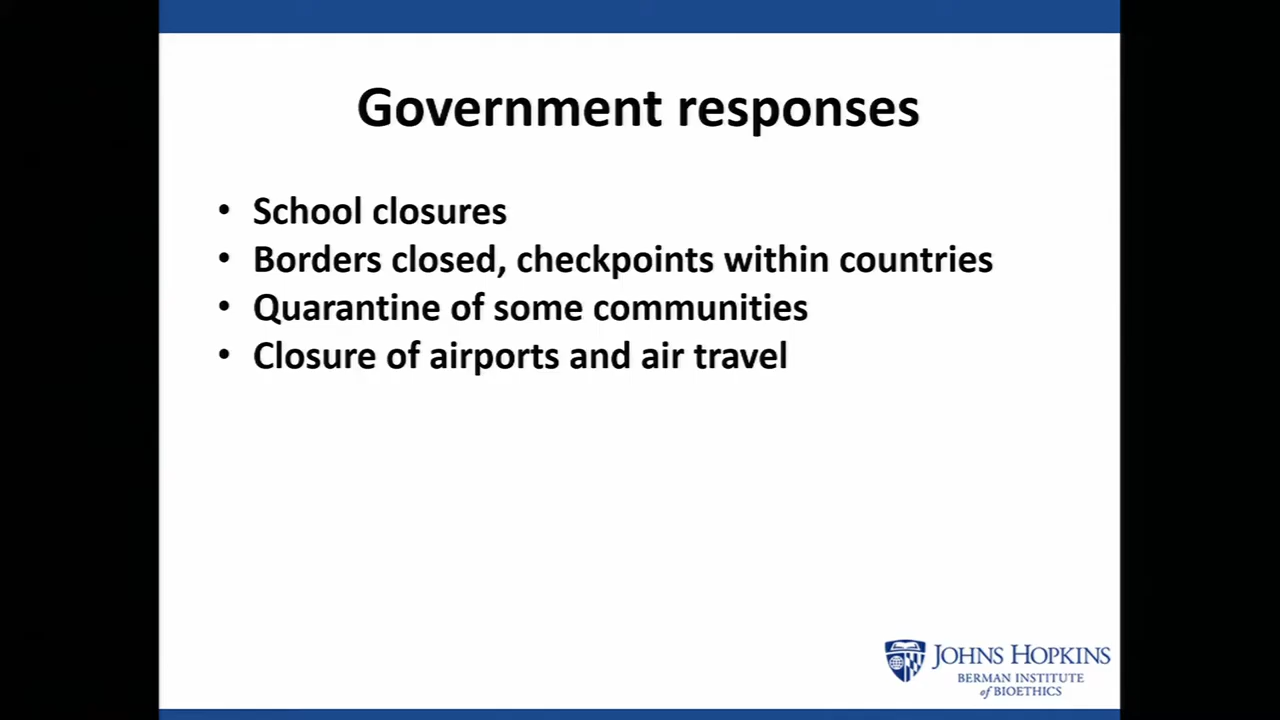 Government responses
• School closures
• Borders closed, checkpoints within countries
• Quarantine of some communities
• Closure of airports and air travel
JOHNS HOPKINS
BERMAN INSTITUTE
of BIOETHICS